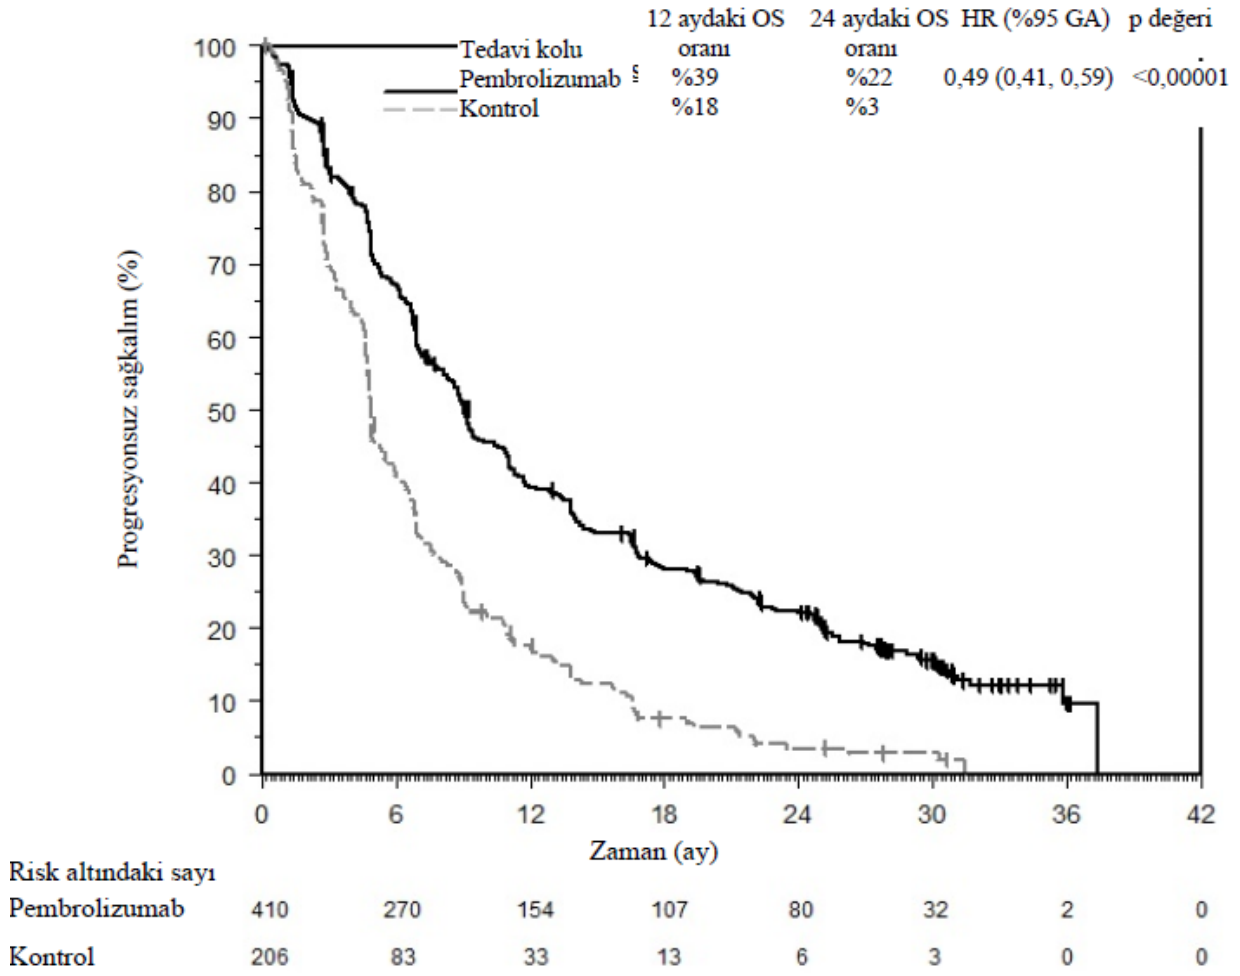 12 aydaki OS 24 aydaki OS HR (%95 GA) p değeri
oranı oranı
Tedavi kolu
Pembrolizumab § %39 %22 0,49 (0,41, 0,59) <0,00001
Kontrol %18 %3
Progresyonsuz sağkalım (%)
100
90
80
70
60
50
40
30
20
10
0
0 6 12 18 24 30 36 42
Zaman (ay)
Risk altındaki sayı
Pembrolizumab 410 270 154 107 80 32 2 0
Kontrol 206 83 33 13 6 3 0 0